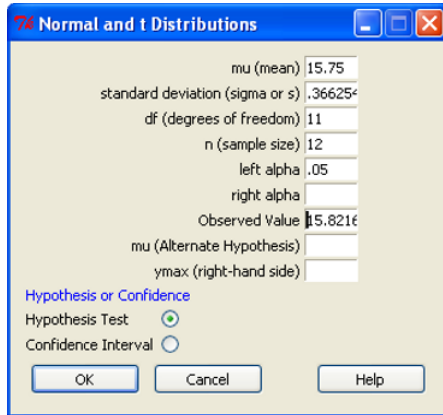 Normal and t Distributions
mu (mean) 15.75
standard deviation (sigma or s) .366254
df (degrees of freedom) 11
n (sample size) 12
left alpha .05
right alpha
Observed Value 15.8216
mu (Alternate Hypothesis)
ymax (right-hand side)
Hypothesis or Confidence
Hypothesis Test
Confidence Interval
OK Cancel Help